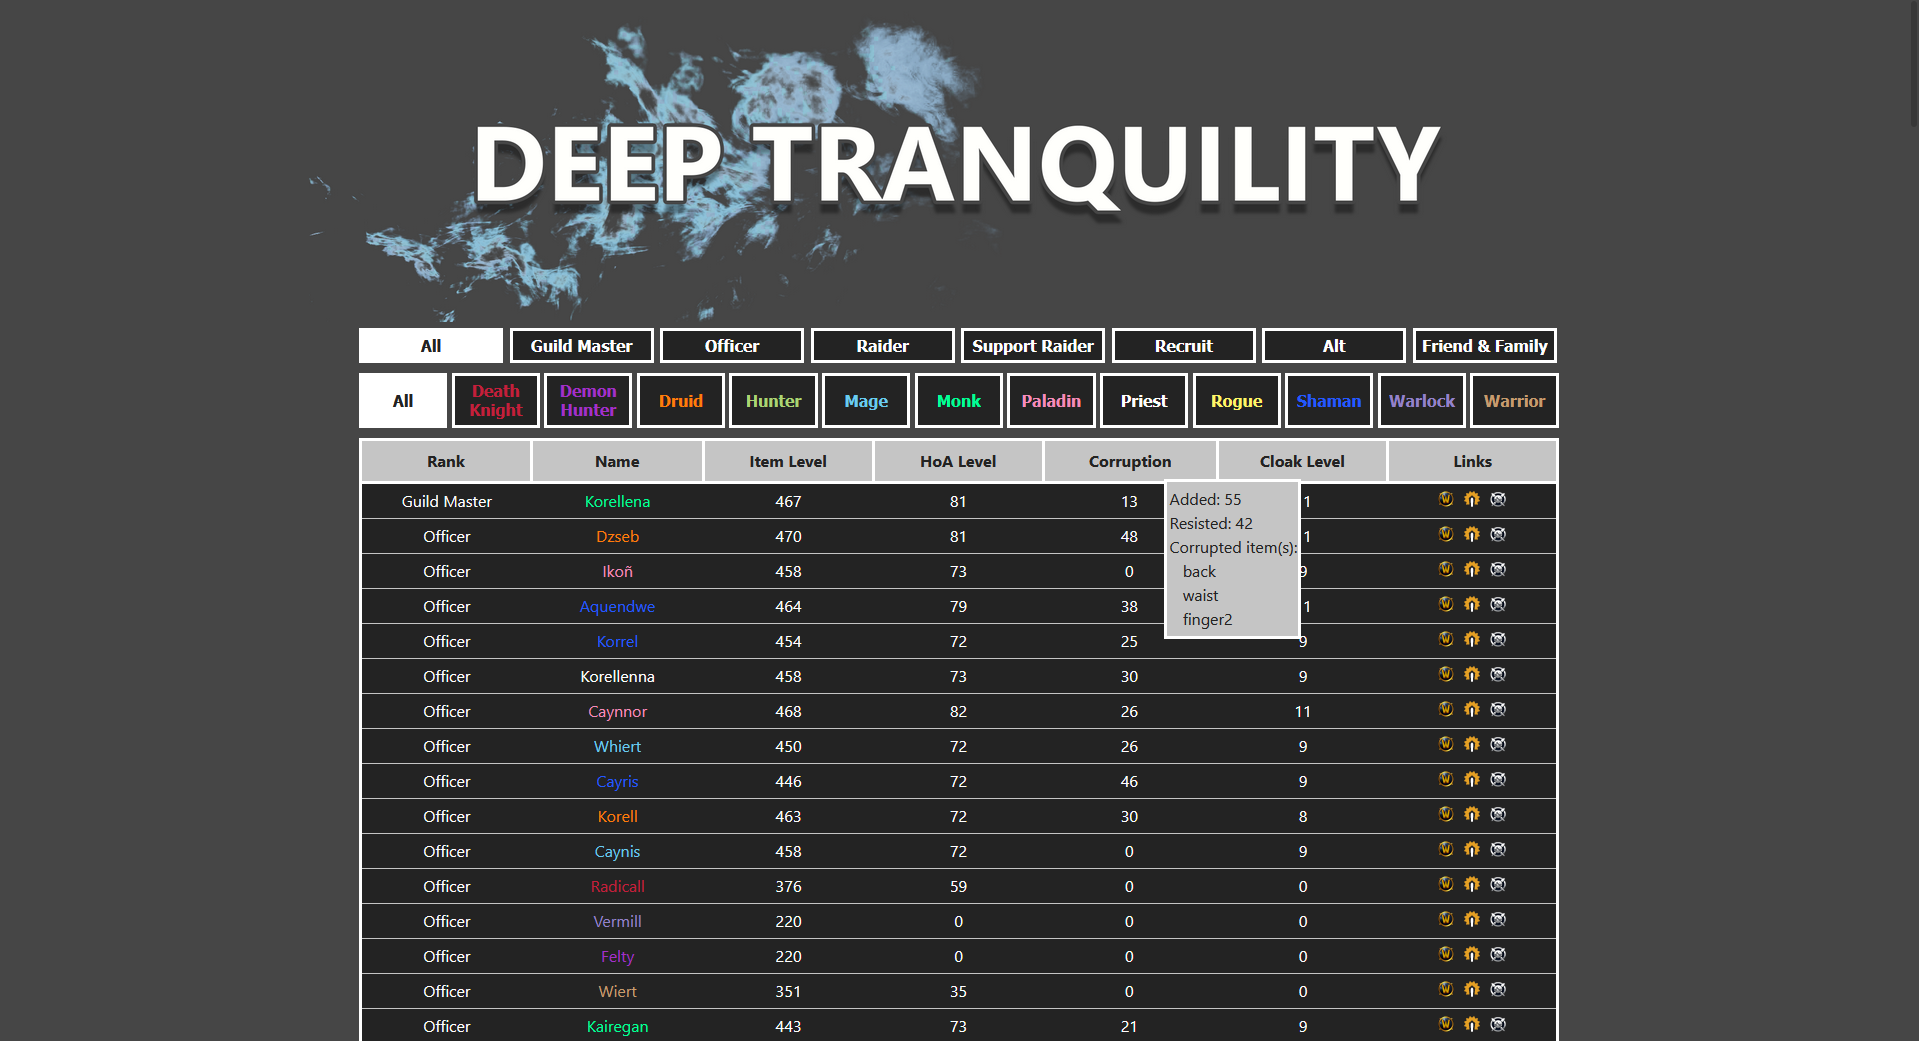 DEEP TRANQUILITY
All Guild Master Officer Raider Support Raider Recruit Alt Friend & Family
All Death Knight Demon Hunter Druid Hunter Mage Monk Paladin Priest Rogue Shaman Warlock Warrior
Rank Name Item Level HoA Level Corruption Cloak Level Links
Guild Master Korellena 467 81 13 1
Officer Dzseb 470 81 48 1
Officer Ikoñ 458 73 0 9
Officer Aquendwe 464 79 38 1
Officer Korrel 454 72 25 9
Added: 55
Resisted: 42
Corrupted item(s):
back
waist
finger2
Officer Korellenna 458 73 30 9
Officer Caynnor 468 82 26 11
Officer Whiert 450 72 26 9
Officer Cayris 446 72 46 9
Officer Korell 463 72 30 8
Officer Caynis 458 72 0 9
Officer Radicall 376 59 0 0
Officer Vermill 220 0 0 0
Officer Felty 220 0 0 0
Officer Wiert 351 35 0 0
Officer Kairegan 443 73 21 9